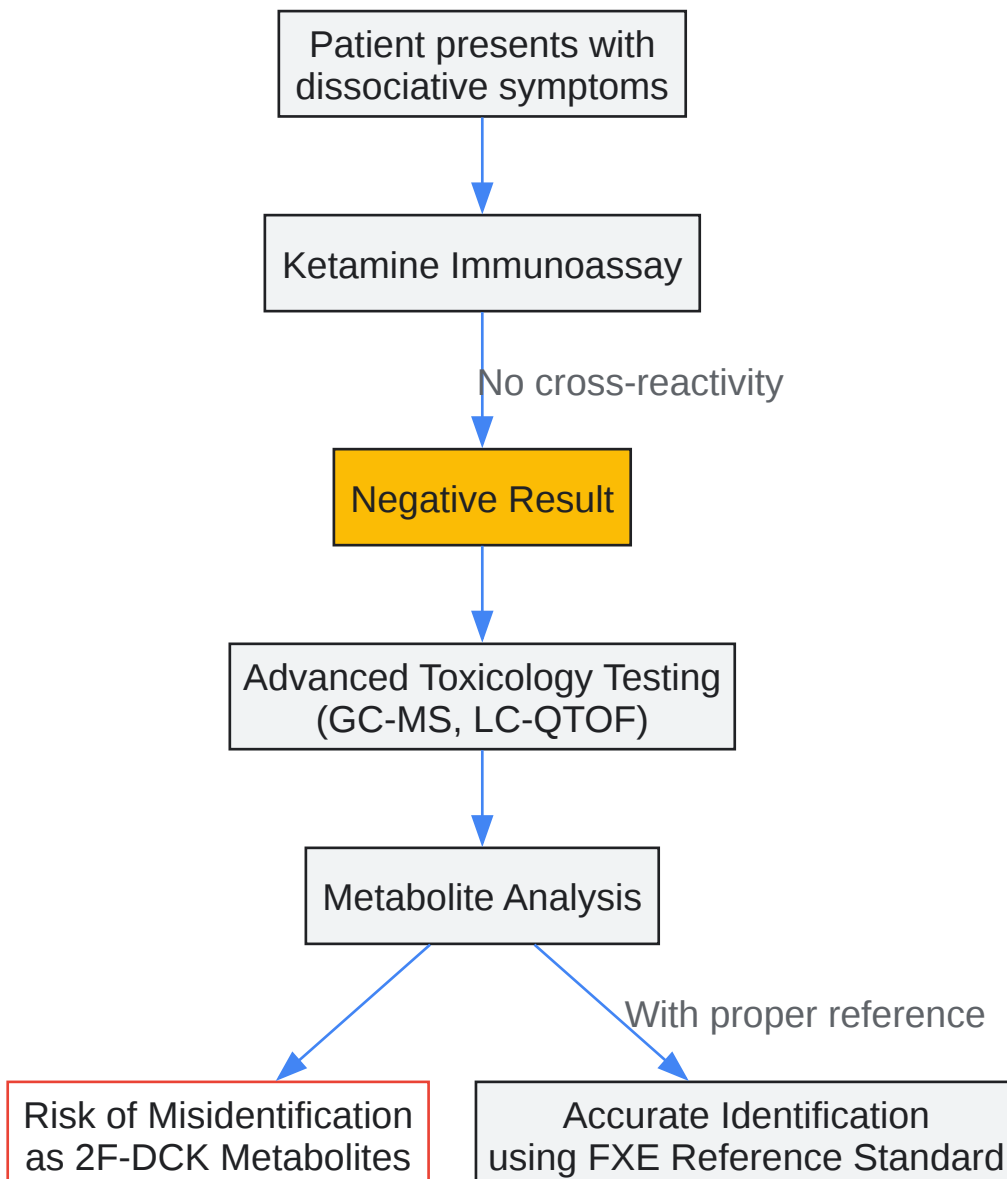 Patient presents with
dissociative symptoms
Ketamine Immunoassay
No cross-reactivity
Negative Result
Advanced Toxicology Testing
(GC-MS, LC-QTOF)
Metabolite Analysis
With proper reference
Risk of Misidentification
as 2F-DCK Metabolites
Accurate Identification
using FXE Reference Standard